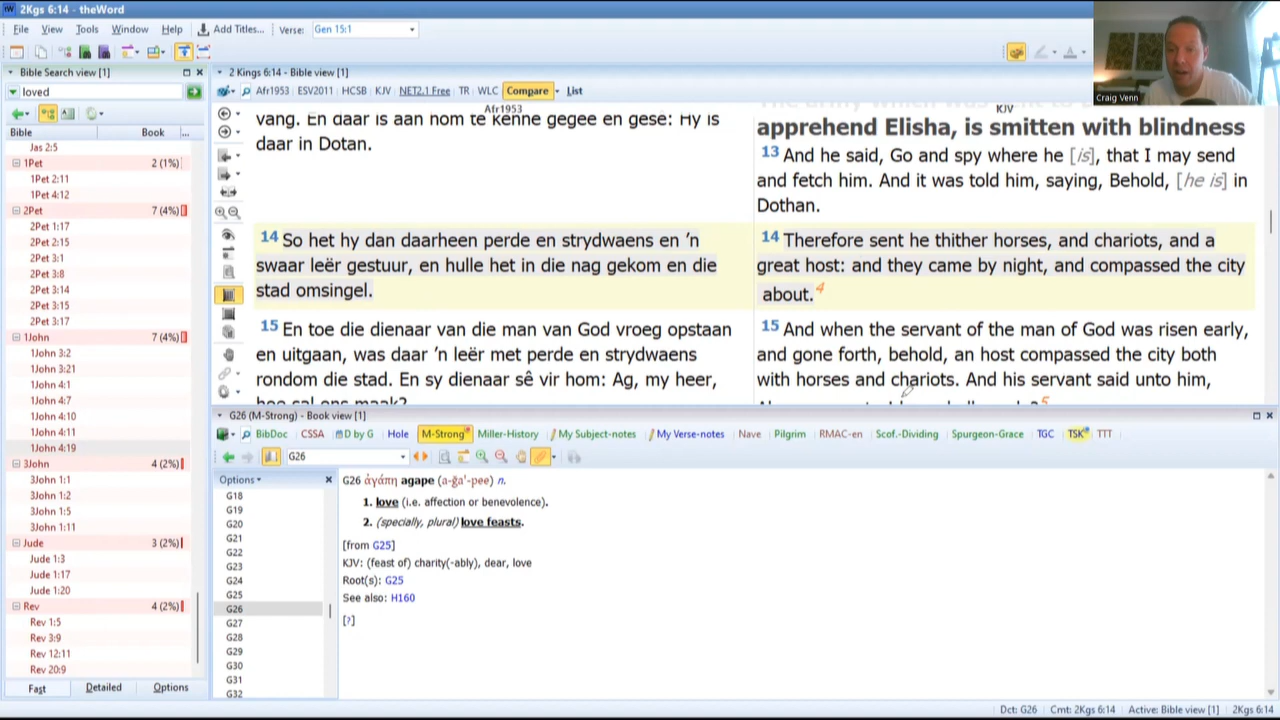 2Kgs 6:14 - theWord
File View Tools Window Help Add Titles... Verse: Gen 15:1
Bible Search view [1]
loved
Bible Book ...
Jas 2:5
1Pet 2 (1%)
1Pet 2:11
1Pet 4:12
2Pet 7 (4%)
2Pet 1:17
2Pet 2:15
2Pet 3:1
2Pet 3:8
2Pet 3:14
2Pet 3:15
2Pet 3:17
1John 7 (4%)
1John 3:2
1John 3:21
1John 4:1
1John 4:7
1John 4:10
1John 4:11
1John 4:19
3John 4 (2%)
3John 1:1
3John 1:2
3John 1:5
3John 1:11
Jude 3 (2%)
Jude 1:3
Jude 1:17
Jude 1:20
Rev 4 (2%)
Rev 1:5
Rev 3:9
Rev 12:11
Rev 20:9
Fast Detailed Options
2 Kings 6:14 - Bible view [1]
Afr1953 ESV2011 HCSB KJV NET2.1 Free TR WLC Compare List
Afr1953
vang. En daar is aan hom te kenne gegee en gesê: Hy is
daar in Dotan.
14 So het hy dan daarheen perde en strydwaens en ’n
swaar leër gestuur, en hulle het in die nag gekom en die
stad omsingel.
15 En toe die dienaar van die man van God vroeg opstaan
en uitgaan, was daar ’n leër met perde en strydwaens
rondom die stad. En sy dienaar sê vir hom: Ag, my heer,
hoe sal ons maak?
KJV
The army which was sent to
apprehend Elisha, is smitten with blindness
13 And he said, Go and spy where he [is], that I may send
and fetch him. And it was told him, saying, Behold, [he is] in
Dothan.
14 Therefore sent he thither horses, and chariots, and a
great host: and they came by night, and compassed the city
about.4
15 And when the servant of the man of God was risen early,
and gone forth, behold, an host compassed the city both
with horses and chariots. And his servant said unto him,
Craig Venn
G26 (M-Strong) - Book view [1]
BibDoc CSSA D by G Hole M-Strong Miller-History My Subject-notes My Verse-notes Nave Pilgrim RMAC-en Scof.-Dividing Spurgeon-Grace TGC TSK TTT
G26
Options
G18
G19
G20
G21
G22
G23
G24
G25
G26
G27
G28
G29
G30
G31
G32
G26 ἀγάπη agape (a-ğa'-pee) n.
1. love (i.e. affection or benevolence).
2. (specially, plural) love feasts.
[from G25]
KJV: (feast of) charity(-ably), dear, love
Root(s): G25
See also: H160
[?]
Dct: G26 Cmt: 2Kgs 6:14 Active: Bible view [1] 2Kgs 6:14